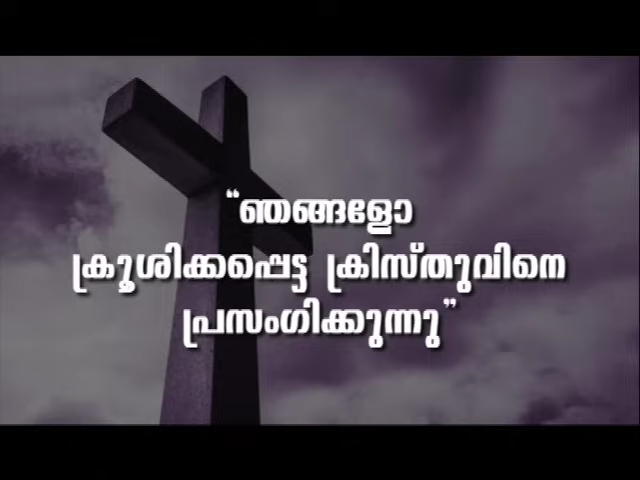 “ഞങ്ങളോ
ക്രൂശിക്കപ്പെട്ട ക്രിസ്തുവിനെ
പ്രസംഗിക്കുന്നു”